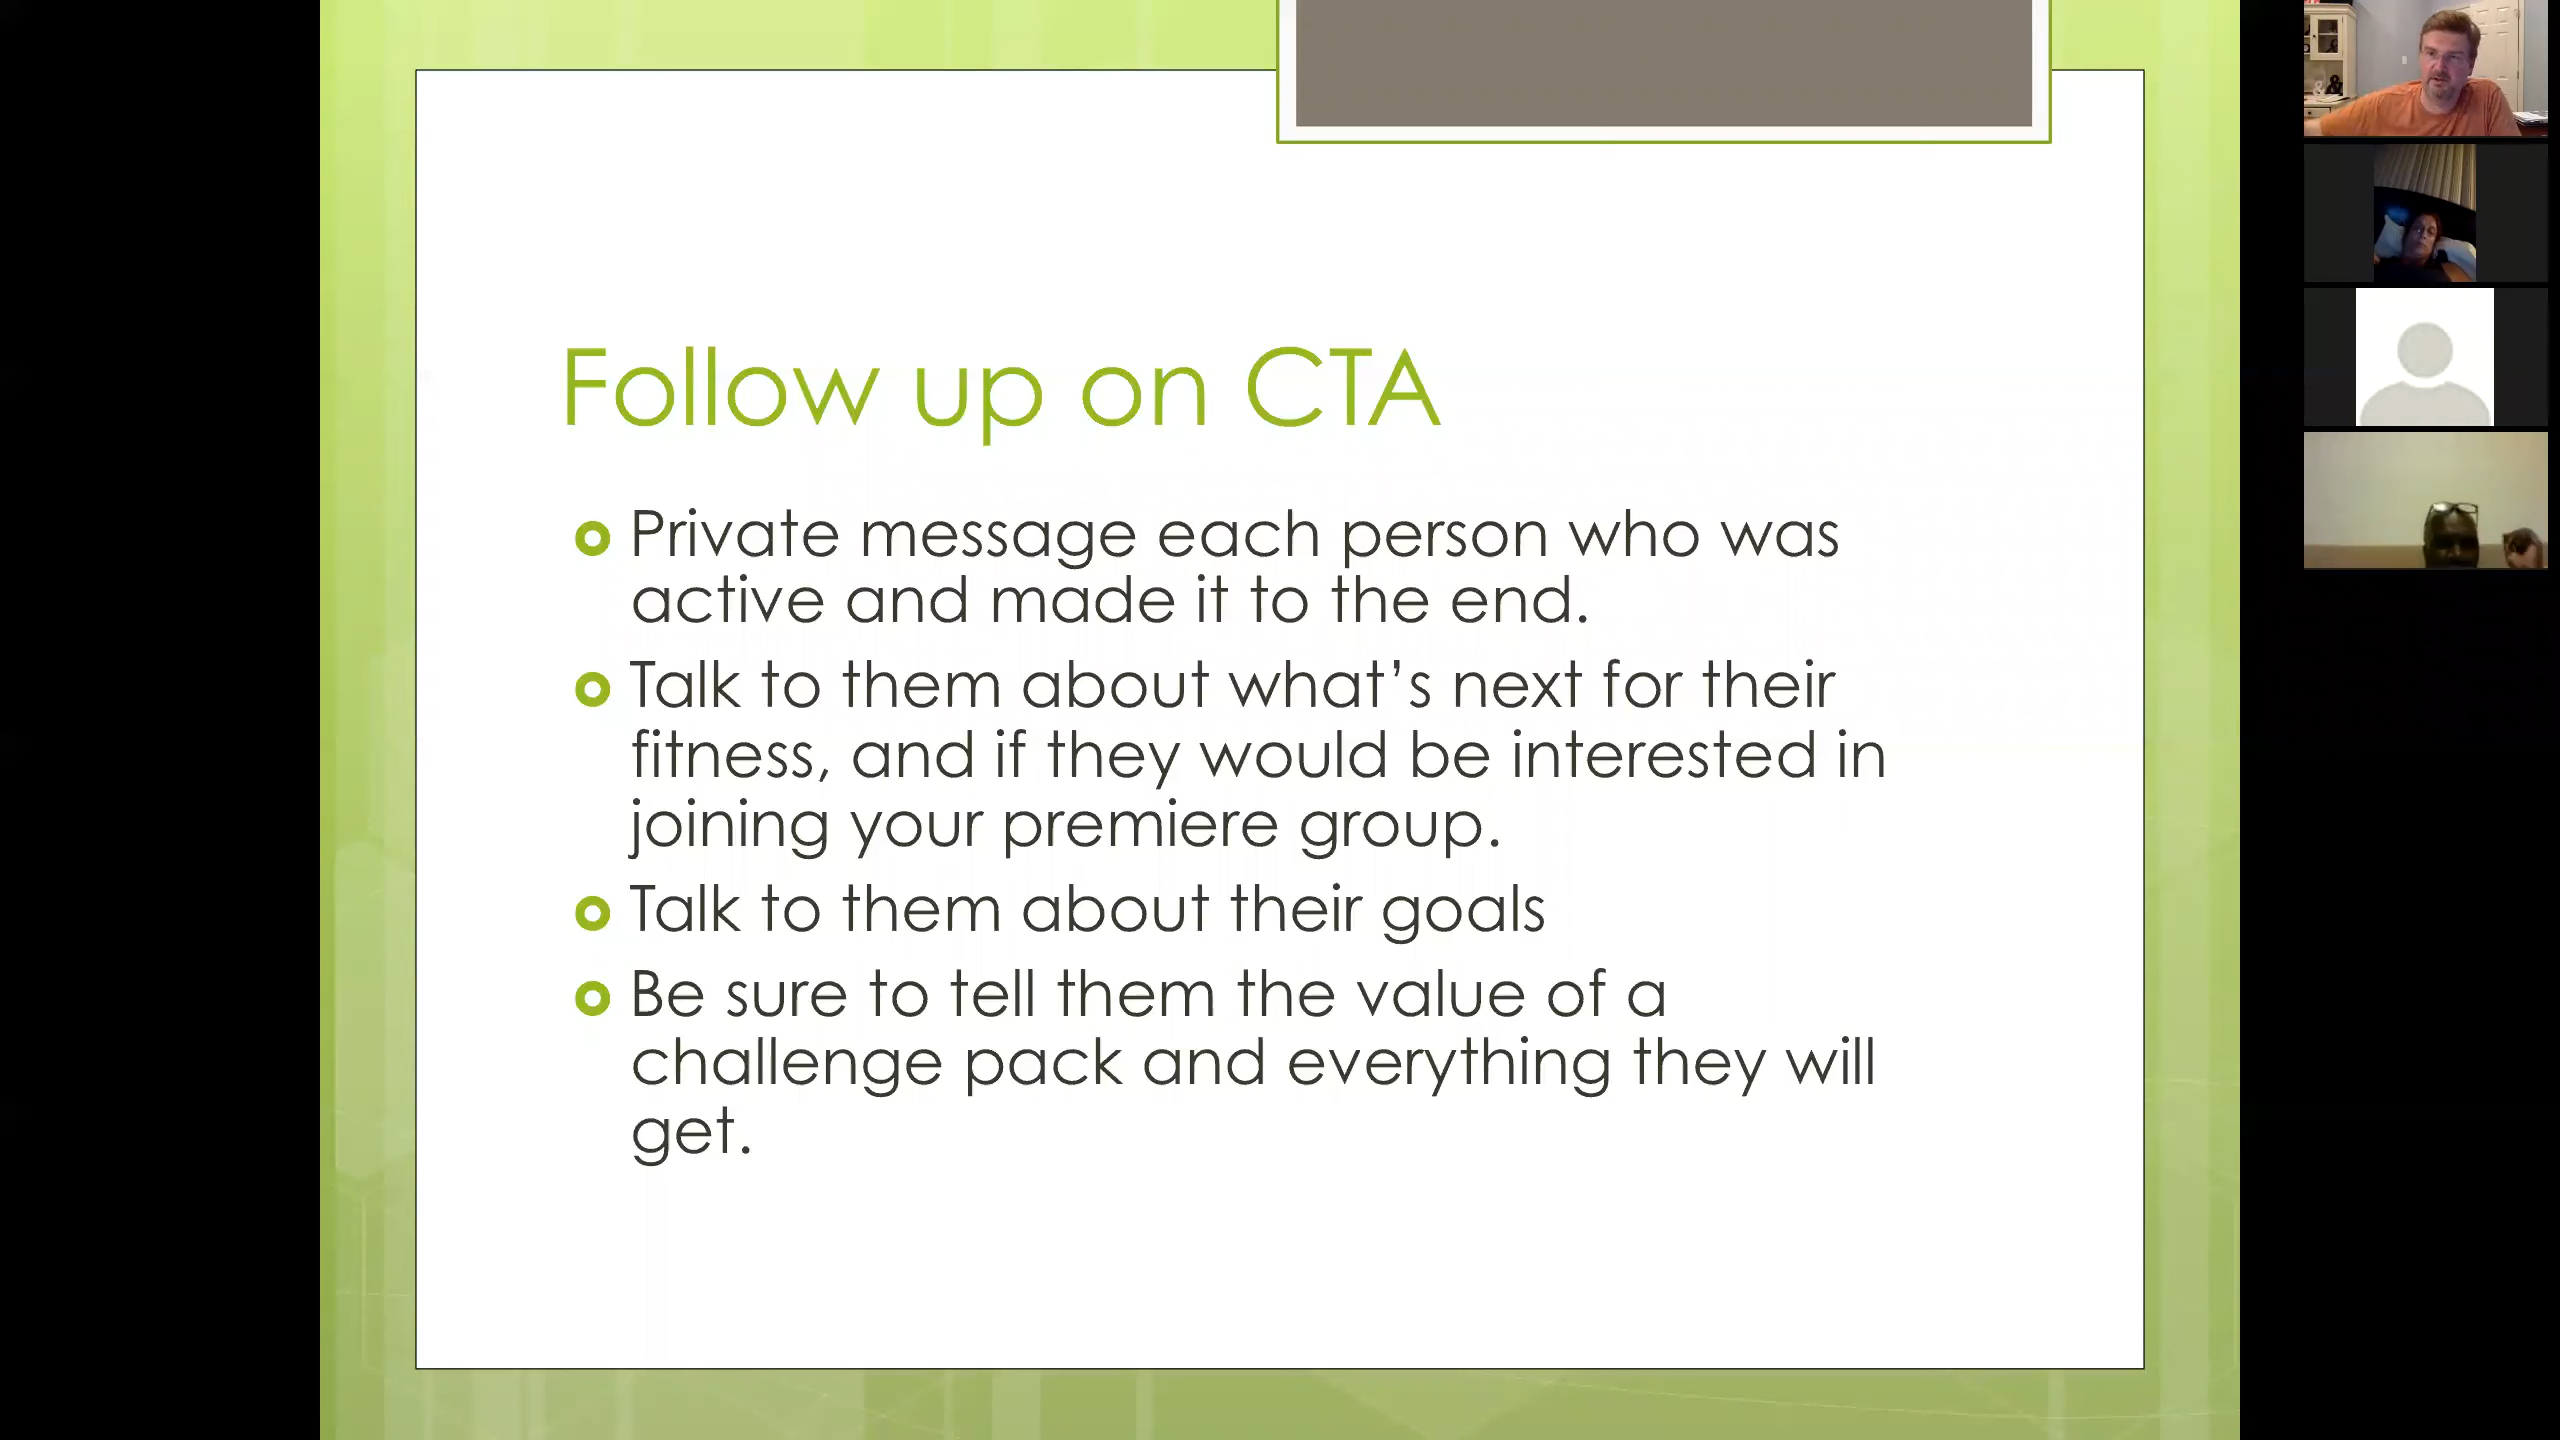 Follow up on CTA
Private message each person who was
active and made it to the end.
Talk to them about what’s next for their
fitness, and if they would be interested in
joining your premiere group.
Talk to them about their goals
Be sure to tell them the value of a
challenge pack and everything they will
get.